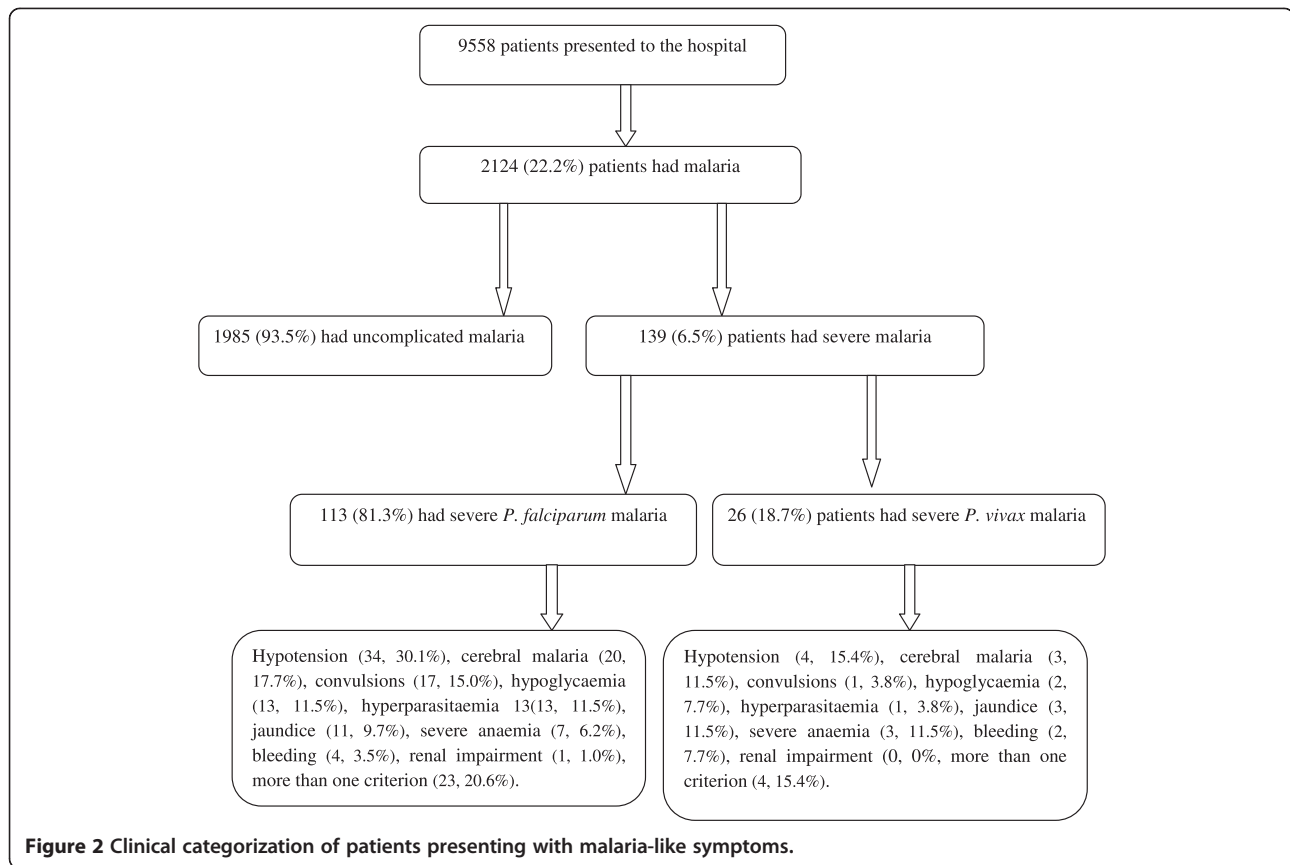 9558 patients presented to the hospital
2124 (22.2%) patients had malaria
1985 (93.5%) had uncomplicated malaria
139 (6.5%) patients had severe malaria
113 (81.3%) had severe P. falciparum malaria
26 (18.7%) patients had severe P. vivax malaria
Hypotension (34, 30.1%), cerebral malaria (20,
17.7%), convulsions (17, 15.0%), hypoglycaemia
(13, 11.5%), hyperparasitaemia 13(13, 11.5%),
jaundice (11, 9.7%), severe anaemia (7, 6.2%),
bleeding (4, 3.5%), renal impairment (1, 1.0%),
more than one criterion (23, 20.6%).
Hypotension (4, 15.4%), cerebral malaria (3,
11.5%), convulsions (1, 3.8%), hypoglycaemia (2,
7.7%), hyperparasitaemia (1, 3.8%), jaundice (3,
11.5%), severe anaemia (3, 11.5%), bleeding (2,
7.7%), renal impairment (0, 0%, more than one
criterion (4, 15.4%).
Figure 2 Clinical categorization of patients presenting with malaria-like symptoms.